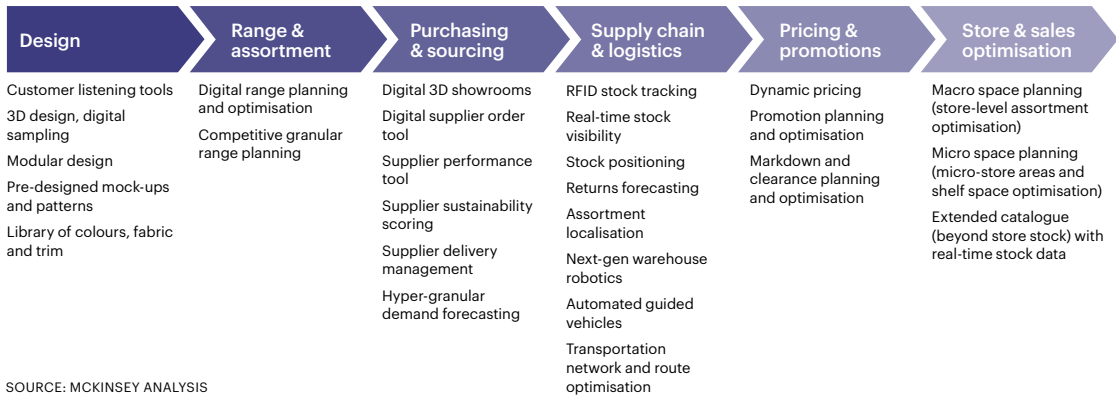 Design
Range &
assortment
Purchasing
& sourcing
Supply chain
& logistics
Pricing &
promotions
Store & sales
optimisation
Customer listening tools
3D design, digital
sampling
Modular design
Pre-designed mock-ups
and patterns
Library of colours, fabric
and trim
Digital range planning
and optimisation
Competitive granular
range planning
Digital 3D showrooms
Digital supplier order
tool
Supplier performance
tool
Supplier sustainability
scoring
Supplier delivery
management
Hyper-granular
demand forecasting
RFID stock tracking
Real-time stock
visibility
Stock positioning
Returns forecasting
Assortment
localisation
Next-gen warehouse
robotics
Automated guided
vehicles
Transportation
network and route
optimisation
Dynamic pricing
Promotion planning
and optimisation
Markdown and
clearance planning
and optimisation
Macro space planning
(store-level assortment
optimisation)
Micro space planning
(micro-store areas and
shelf space optimisation)
Extended catalogue
(beyond store stock) with
real-time stock data
SOURCE: MCKINSEY ANALYSIS